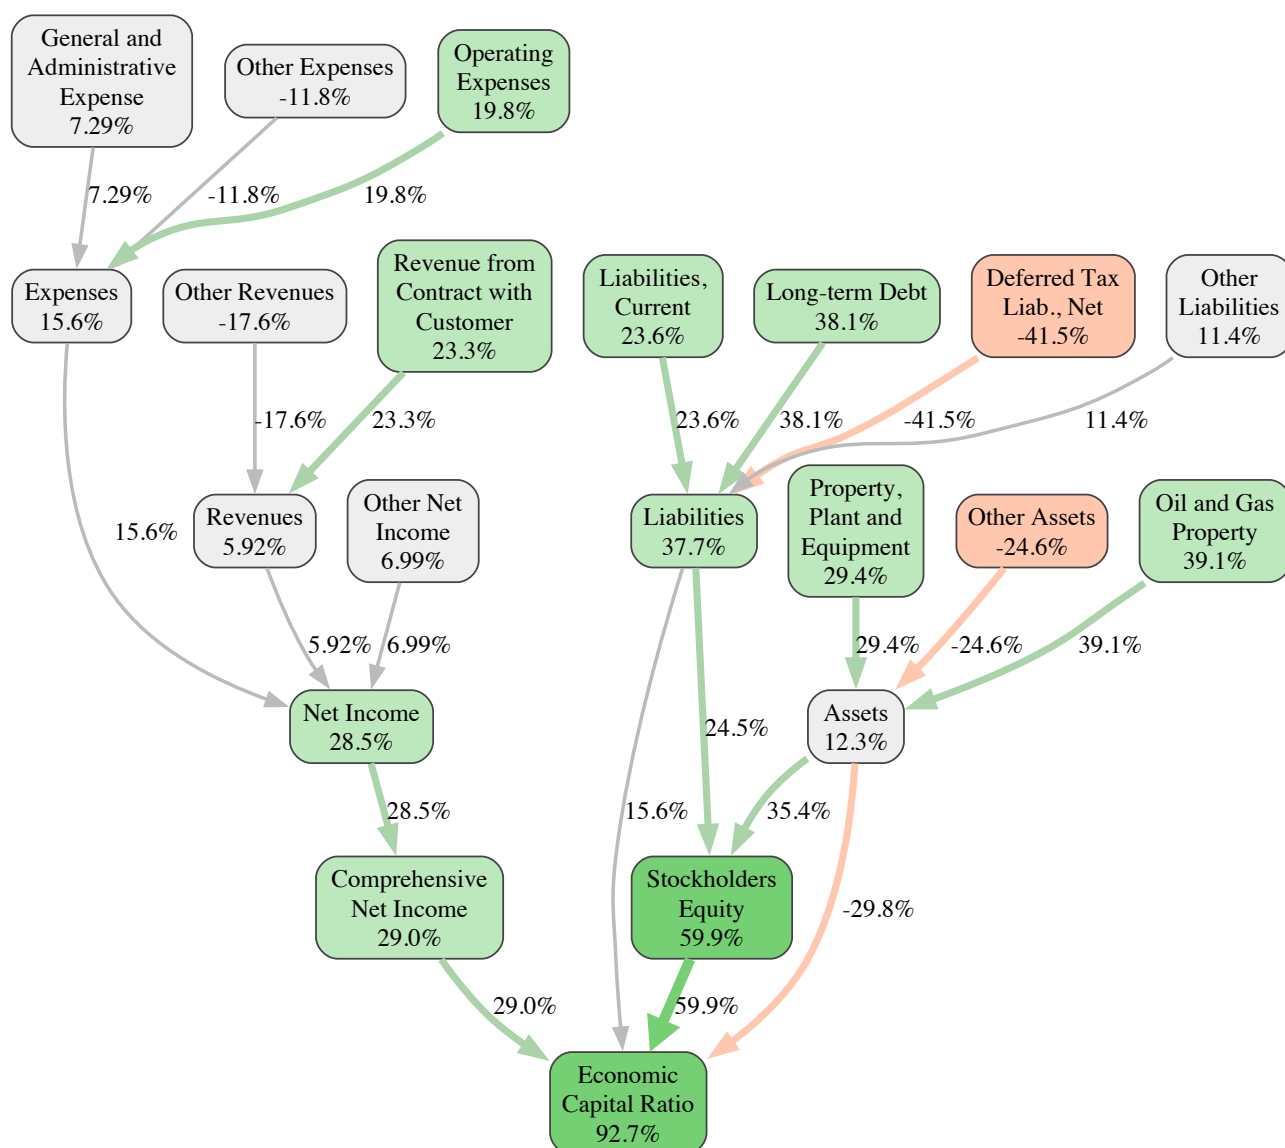 General and
Administrative
Expense
7.29%
Other Expenses
-11.8%
Operating
Expenses
19.8%
7.29%
-11.8%
19.8%
Expenses
15.6%
Other Revenues
-17.6%
Revenue from
Contract with
Customer
23.3%
Liabilities,
Current
23.6%
Long-term Debt
38.1%
Deferred Tax
Liab., Net
-41.5%
Other
Liabilities
11.4%
-17.6%
23.3%
23.6%
38.1%
-41.5%
11.4%
15.6%
Revenues
5.92%
Other Net
Income
6.99%
Liabilities
37.7%
Property,
Plant and
Equipment
29.4%
Other Assets
-24.6%
Oil and Gas
Property
39.1%
5.92%
6.99%
29.4%
-24.6%
39.1%
Net Income
28.5%
24.5%
Assets
12.3%
28.5%
15.6%
35.4%
Comprehensive
Net Income
29.0%
Stockholders
Equity
59.9%
-29.8%
29.0%
59.9%
Economic
Capital Ratio
92.7%